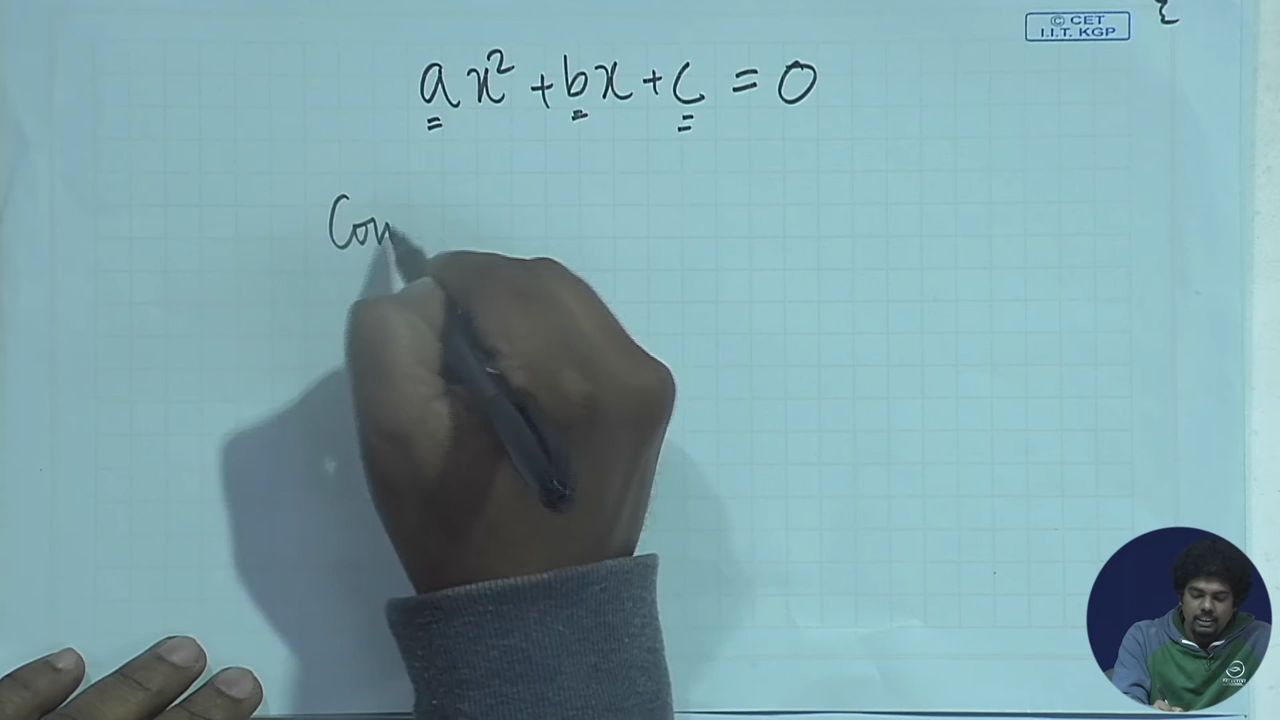 © CET
I.I.T. KGP
ax² + bx + c = 0
Con